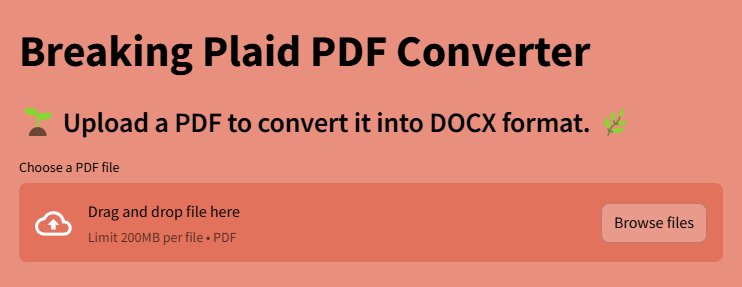 Breaking Plaid PDF Converter
🌱 Upload a PDF to convert it into DOCX format. 🌿
Choose a PDF file
Drag and drop file here
Limit 200MB per file • PDF
Browse files